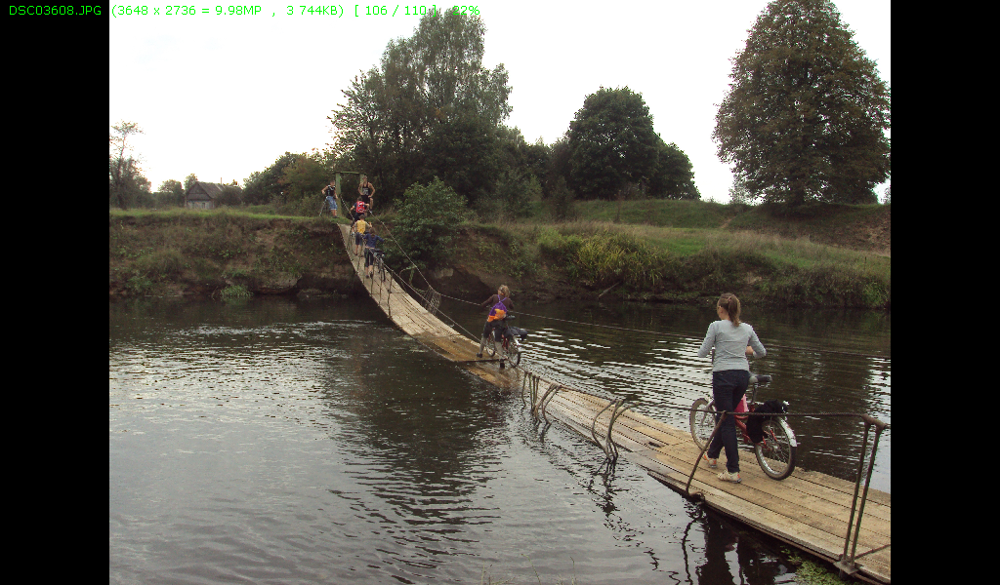 DSC03608.JPG (3648 x 2736 = 9.98MP , 3 744KB) [ 106 / 110 ] 22%